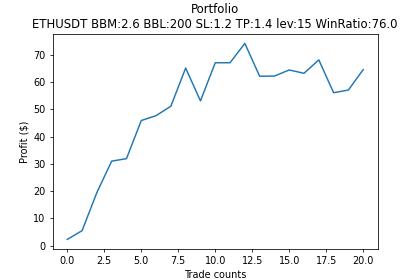 Portfolio
ETHUSDT BBM:2.6 BBL:200 SL:1.2 TP:1.4 lev:15 WinRatio:76.0
Profit ($)
70
60
50
40
30
20
10
0
0.0 2.5 5.0 7.5 10.0 12.5 15.0 17.5 20.0
Trade counts